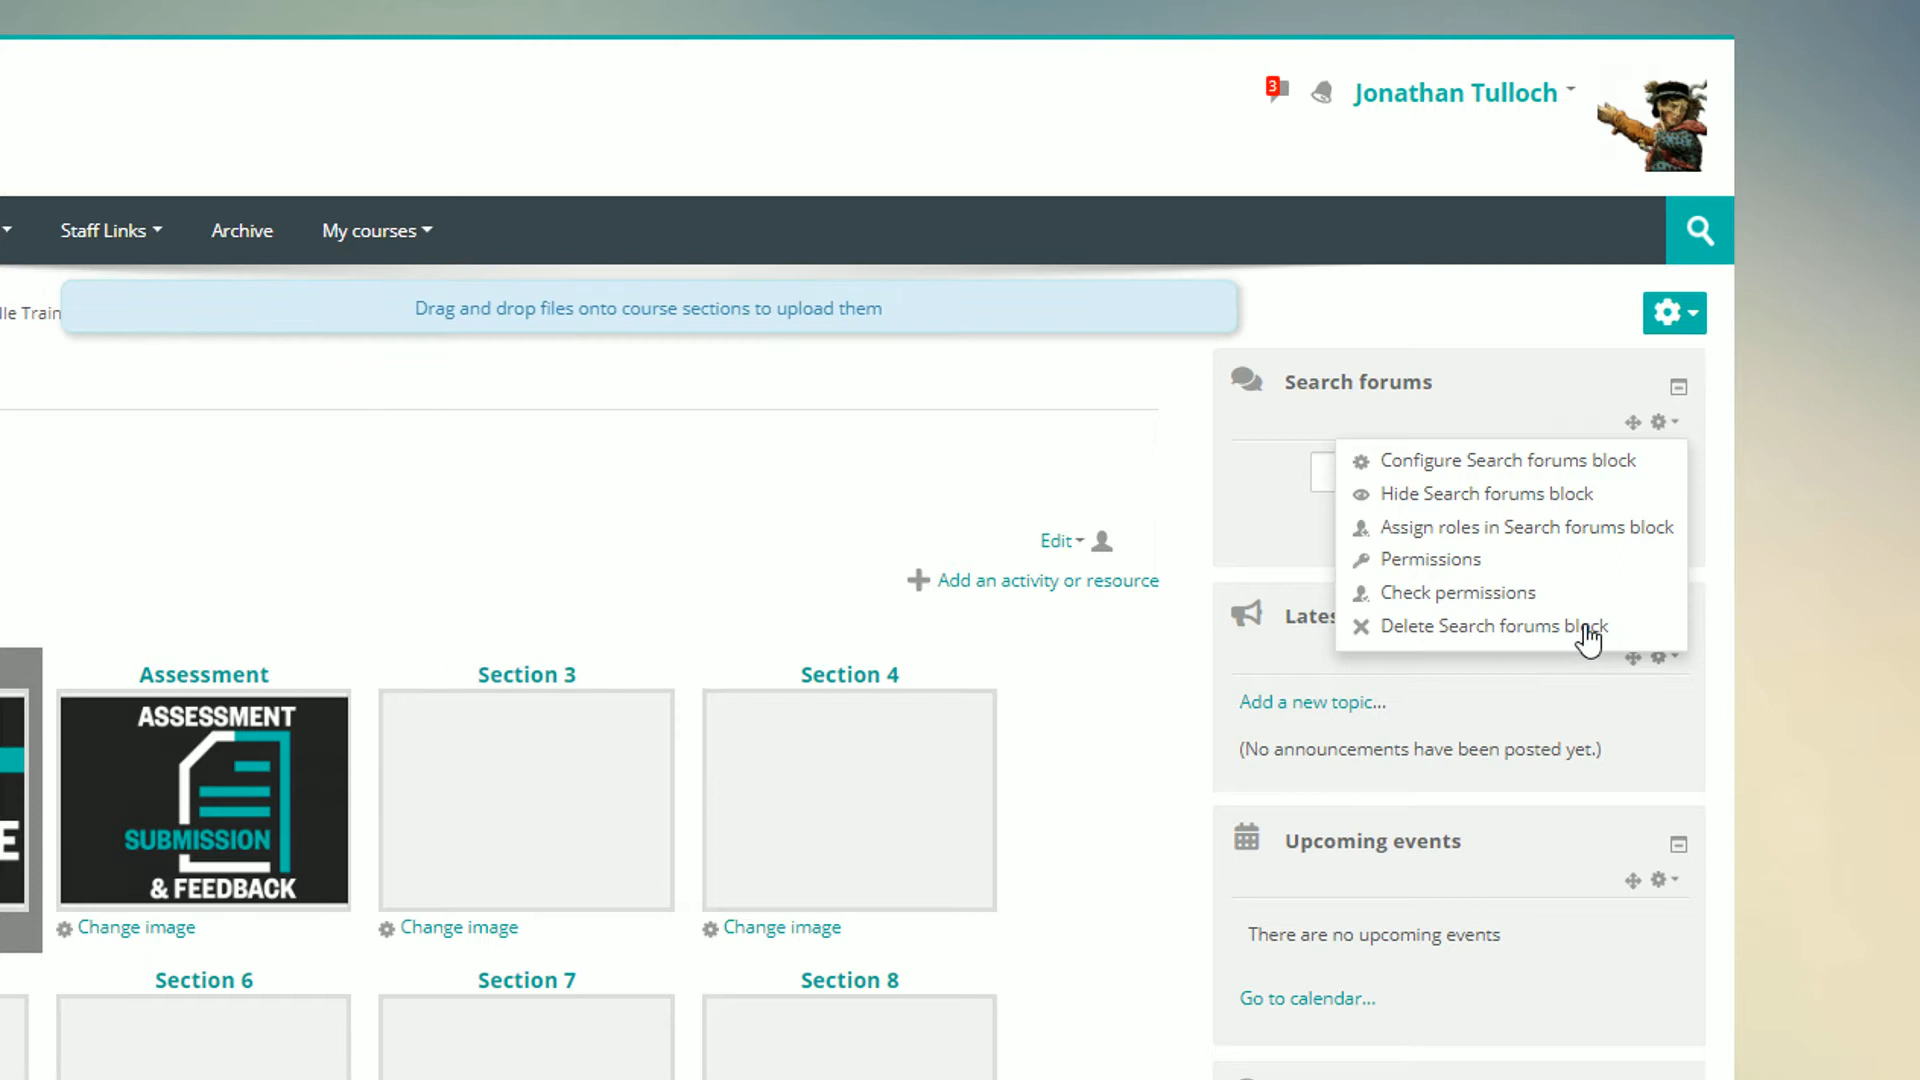 3
Jonathan Tulloch
Staff Links
Archive
My courses
lle Train
Drag and drop files onto course sections to upload them
Search forums
Configure Search forums block
Hide Search forums block
Assign roles in Search forums block
Permissions
Check permissions
Delete Search forums block
Edit
Add an activity or resource
Lates
Add a new topic...
(No announcements have been posted yet.)
Assessment
Section 3
Section 4
ASSESSMENT
SUBMISSION
& FEEDBACK
E
Change image
Change image
Change image
Upcoming events
There are no upcoming events
Go to calendar...
Section 6
Section 7
Section 8